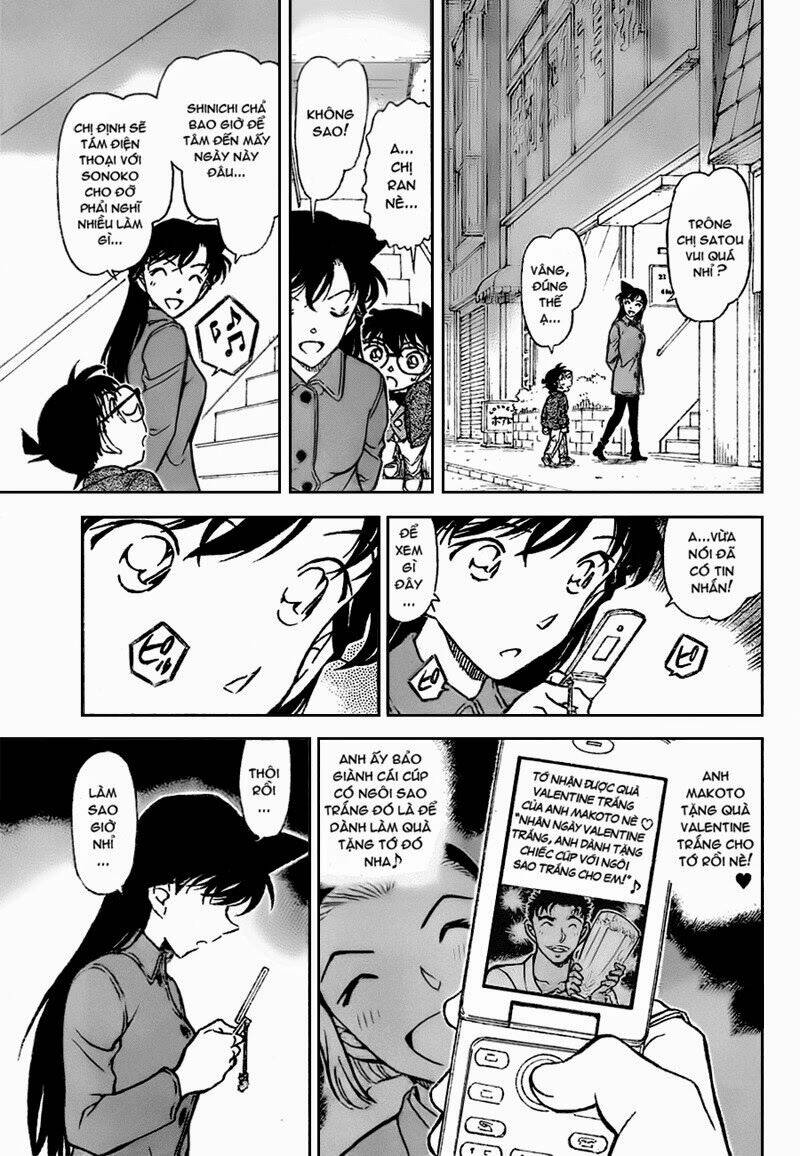 TRÔNG
CHỊ SATOU
VUI QUÁ
NHỈ ?
VÂNG,
ĐÚNG
THẾ
Ạ...
A...
CHỊ
RAN
NÈ...
KHÔNG
SAO!
SHINICHI CHẢ
BAO GIỜ ĐỂ
TÂM ĐẾN MẤY
NGÀY NÀY
ĐÂU...
CHỊ ĐỊNH SẼ
TÁM ĐIỆN
THOẠI VỚI
SONOKO
CHO ĐỠ
PHẢI NGHĨ
NHIỀU LÀM
GÌ...
A...VỪA
NÓI ĐÃ
CÓ TIN
NHẮN!
ピ
ĐỂ
XEM
GÌ
ĐÂY
...
ピ
ピル
ANH
MAKOTO
TẶNG QUÀ
VALENTINE
TRẮNG
CHO
TỚ RỒI
NÈ!
♥
TỚ NHẬN ĐƯỢC QUÀ
VALENTINE TRẮNG
CỦA ANH MAKOTO NÈ ♡
"NHÂN NGÀY VALENTINE
TRẮNG, ANH DÀNH TẶNG
CHIẾC CÚP VỚI NGÔI
SAO TRẮNG CHO EM!"♪
ANH ẤY BẢO
GIÀNH CÁI CÚP
CÓ NGÔI SAO
TRẮNG ĐÓ LÀ ĐỂ
DÀNH LÀM QUÀ
TẶNG TỚ ĐÓ
NHA♪
THÔI
RỒI
...
LÀM
SAO
GIỜ
NHỈ
...